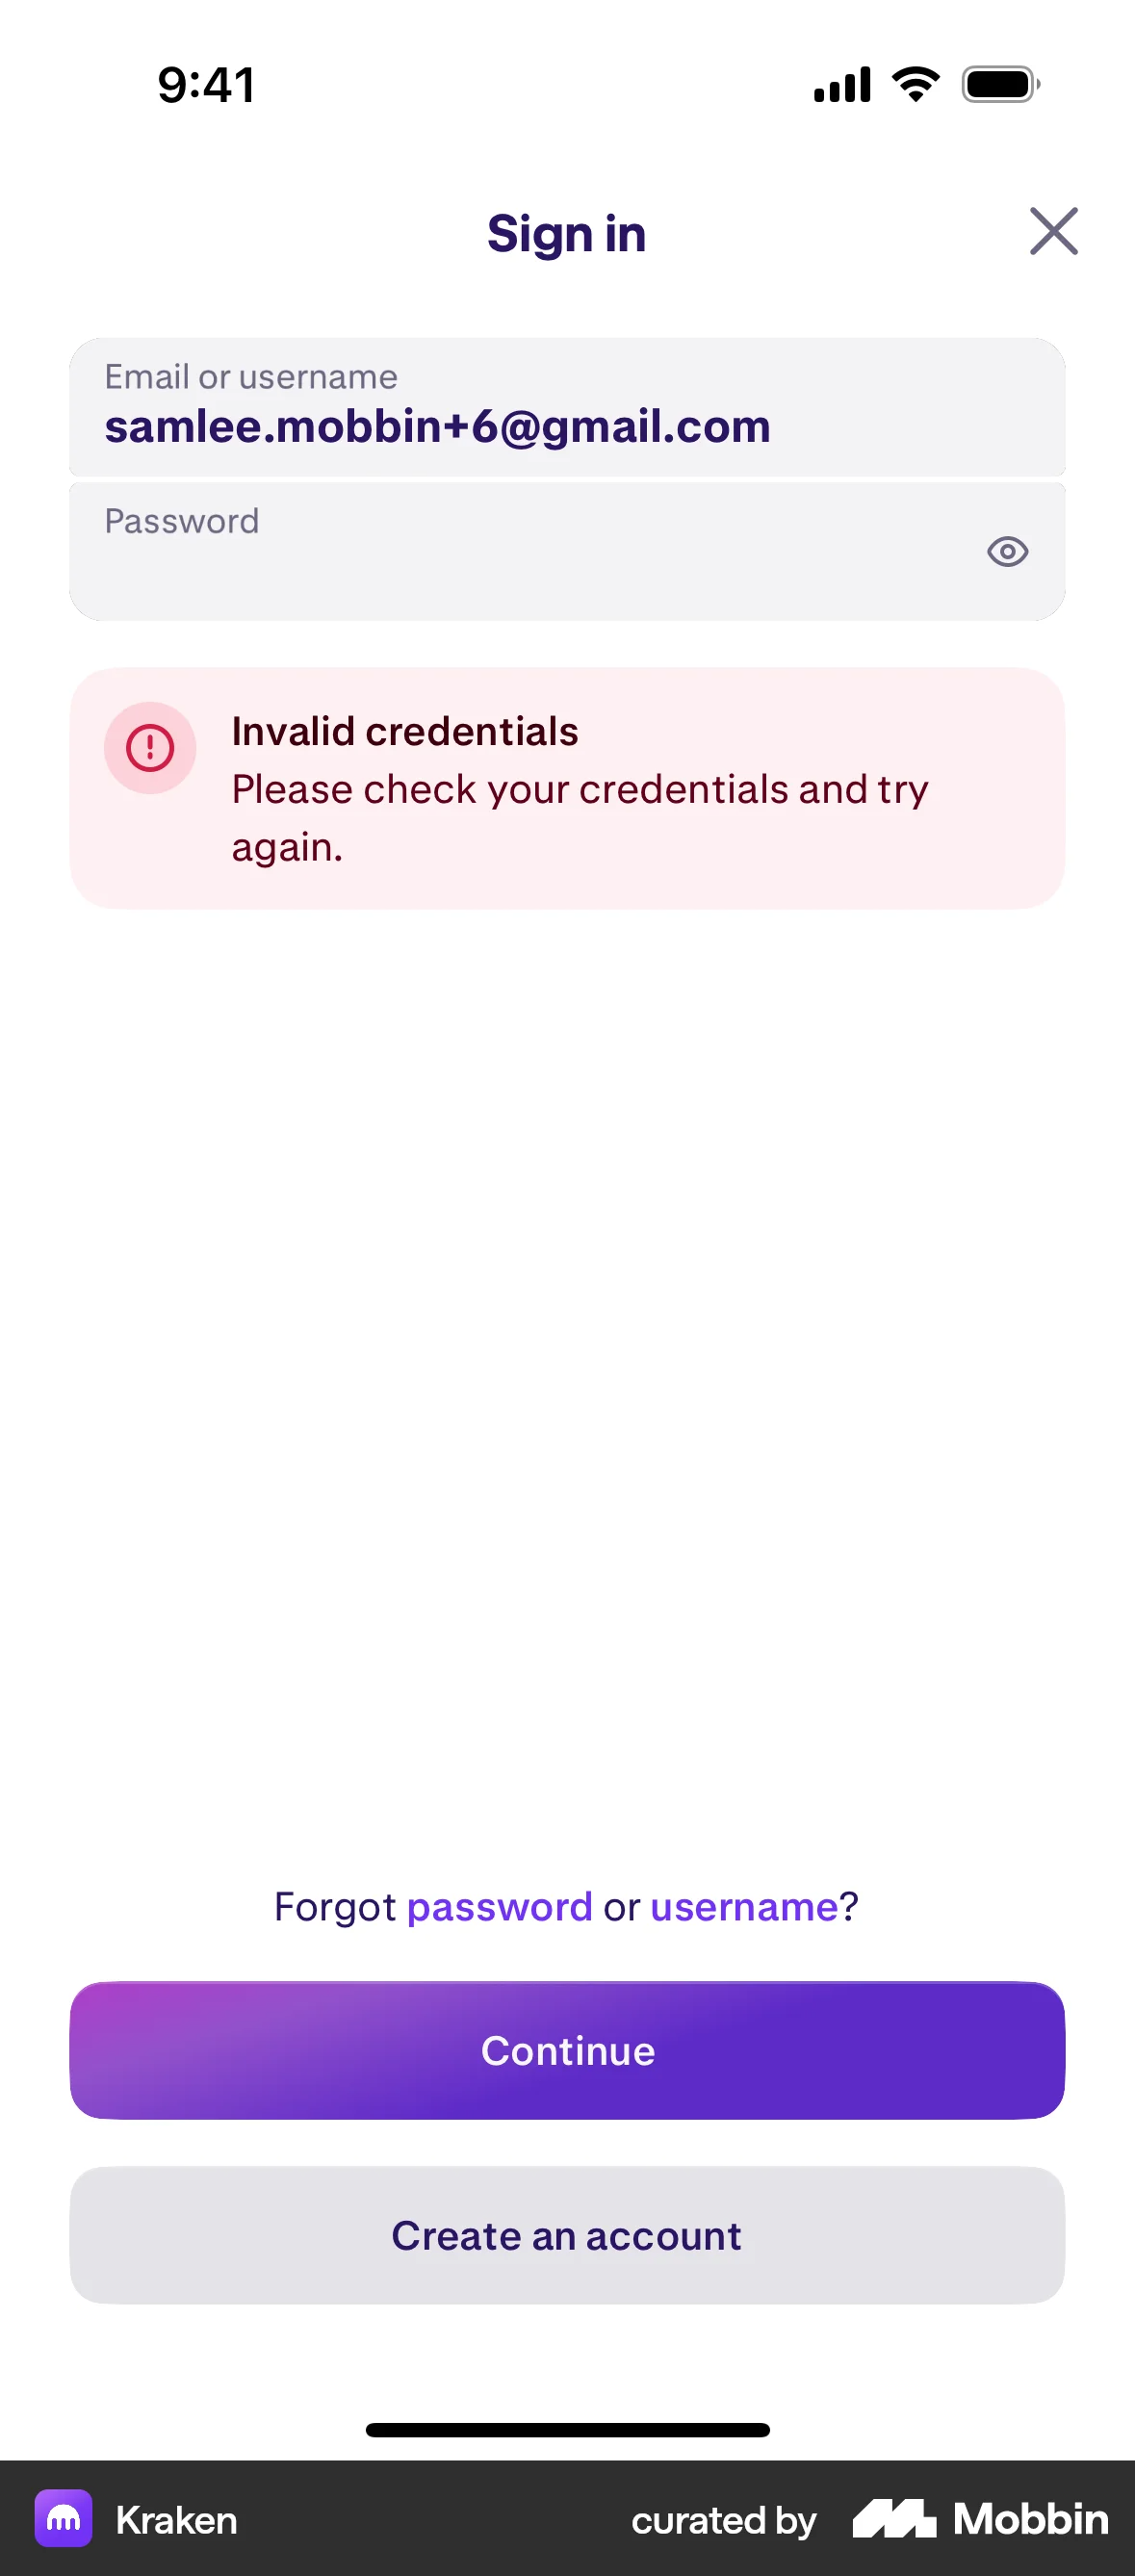 9:41
Sign in
Email or username
samlee.mobbin+6@gmail.com
Password
Invalid credentials
Please check your credentials and try
again.
Forgot password or username?
Continue
Create an account
Kraken
curated by Mobbin